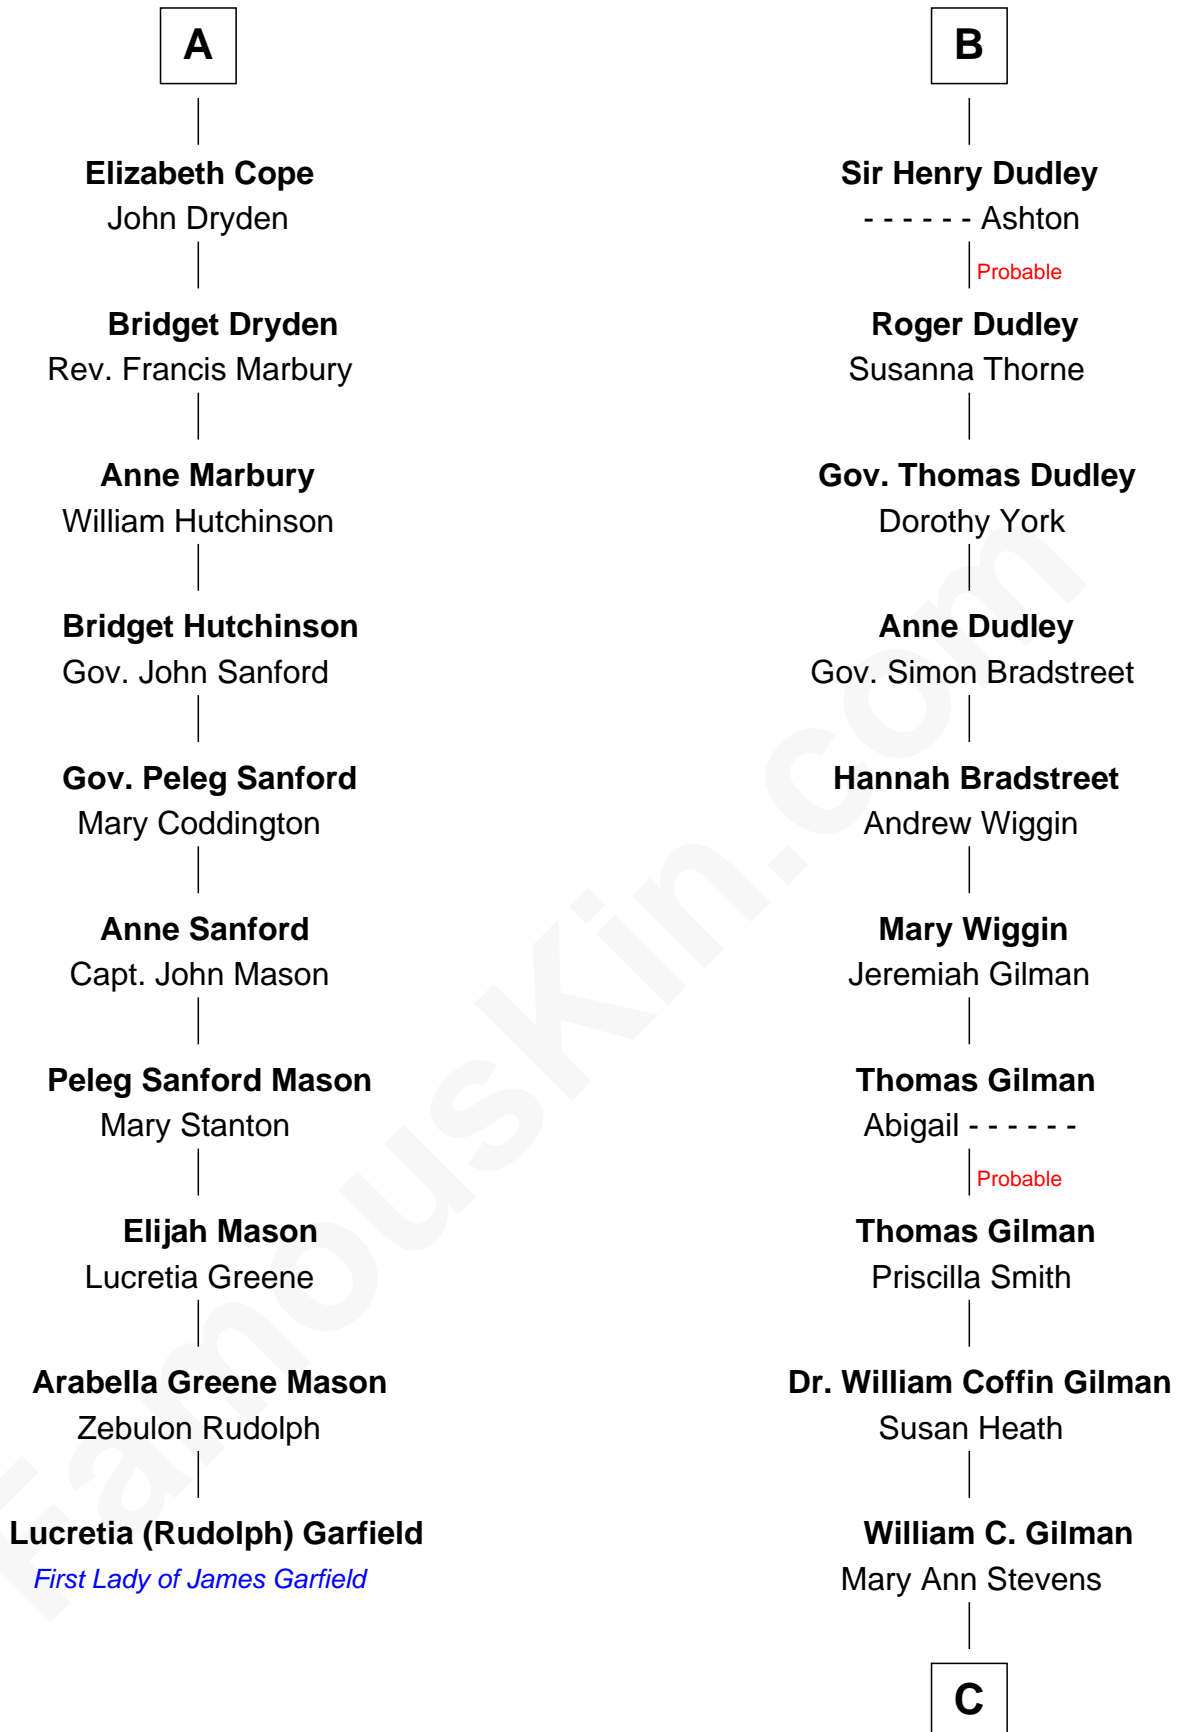 A
Elizabeth Cope
John Dryden
Bridget Dryden
Rev. Francis Marbury
Anne Marbury
William Hutchinson
Bridget Hutchinson
Gov. John Sanford
Gov. Peleg Sanford
Mary Coddington
Anne Sanford
Capt. John Mason
Peleg Sanford Mason
Mary Stanton
Elijah Mason
Lucretia Greene
Arabella Greene Mason
Zebulon Rudolph
Lucretia (Rudolph) Garfield
First Lady of James Garfield
B
Sir Henry Dudley
- - - - - - Ashton
Probable
Roger Dudley
Susanna Thorne
Gov. Thomas Dudley
Dorothy York
Anne Dudley
Gov. Simon Bradstreet
Hannah Bradstreet
Andrew Wiggin
Mary Wiggin
Jeremiah Gilman
Thomas Gilman
Abigail - - - - - -
Probable
Thomas Gilman
Priscilla Smith
Dr. William Coffin Gilman
Susan Heath
William C. Gilman
Mary Ann Stevens
C
FamousKin.com